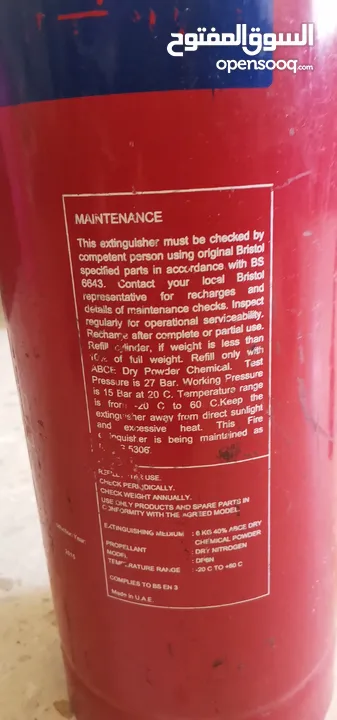 السوق المفتوح
opensooq.com
MAINTENANCE
This extinguisher must be checked by
competent person using original Bristol
specified parts in accordance with BS
6643. Contact your local Bristol
representative for recharges and
details of maintenance checks. Inspect
regularly for operational serviceability.
Recharge after complete or partial use.
Refill cylinder, if weight is less than
10% of full weight. Refill only with
ABCE Dry Powder Chemical. Test
Pressure is 27 Bar. Working Pressure
is 15 Bar at 20 C. Temperature range
is from -20 C to 60 C.Keep the
extinguisher away from direct sunlight
and excessive heat. This Fire
Extinguisher is being maintained as
5306
USE.
CHECK PERIODICALLY.
CHECK WEIGHT ANNUALLY.
USE ONLY PRODUCTS AND SPARE PARTS IN
CONFORMITY WITH THE AGREED MODEL.
EXTINGUISHING MEDIUM : 6 KG 40% ABCE DRY
CHEMICAL POWDER
PROPELLANT : DRY NITROGEN
MODEL : DP6N
TEMPERATURE RANGE : -20 C TO +60 C
COMPLIES TO BS EN 3
Made in U.A.E
Year
2015